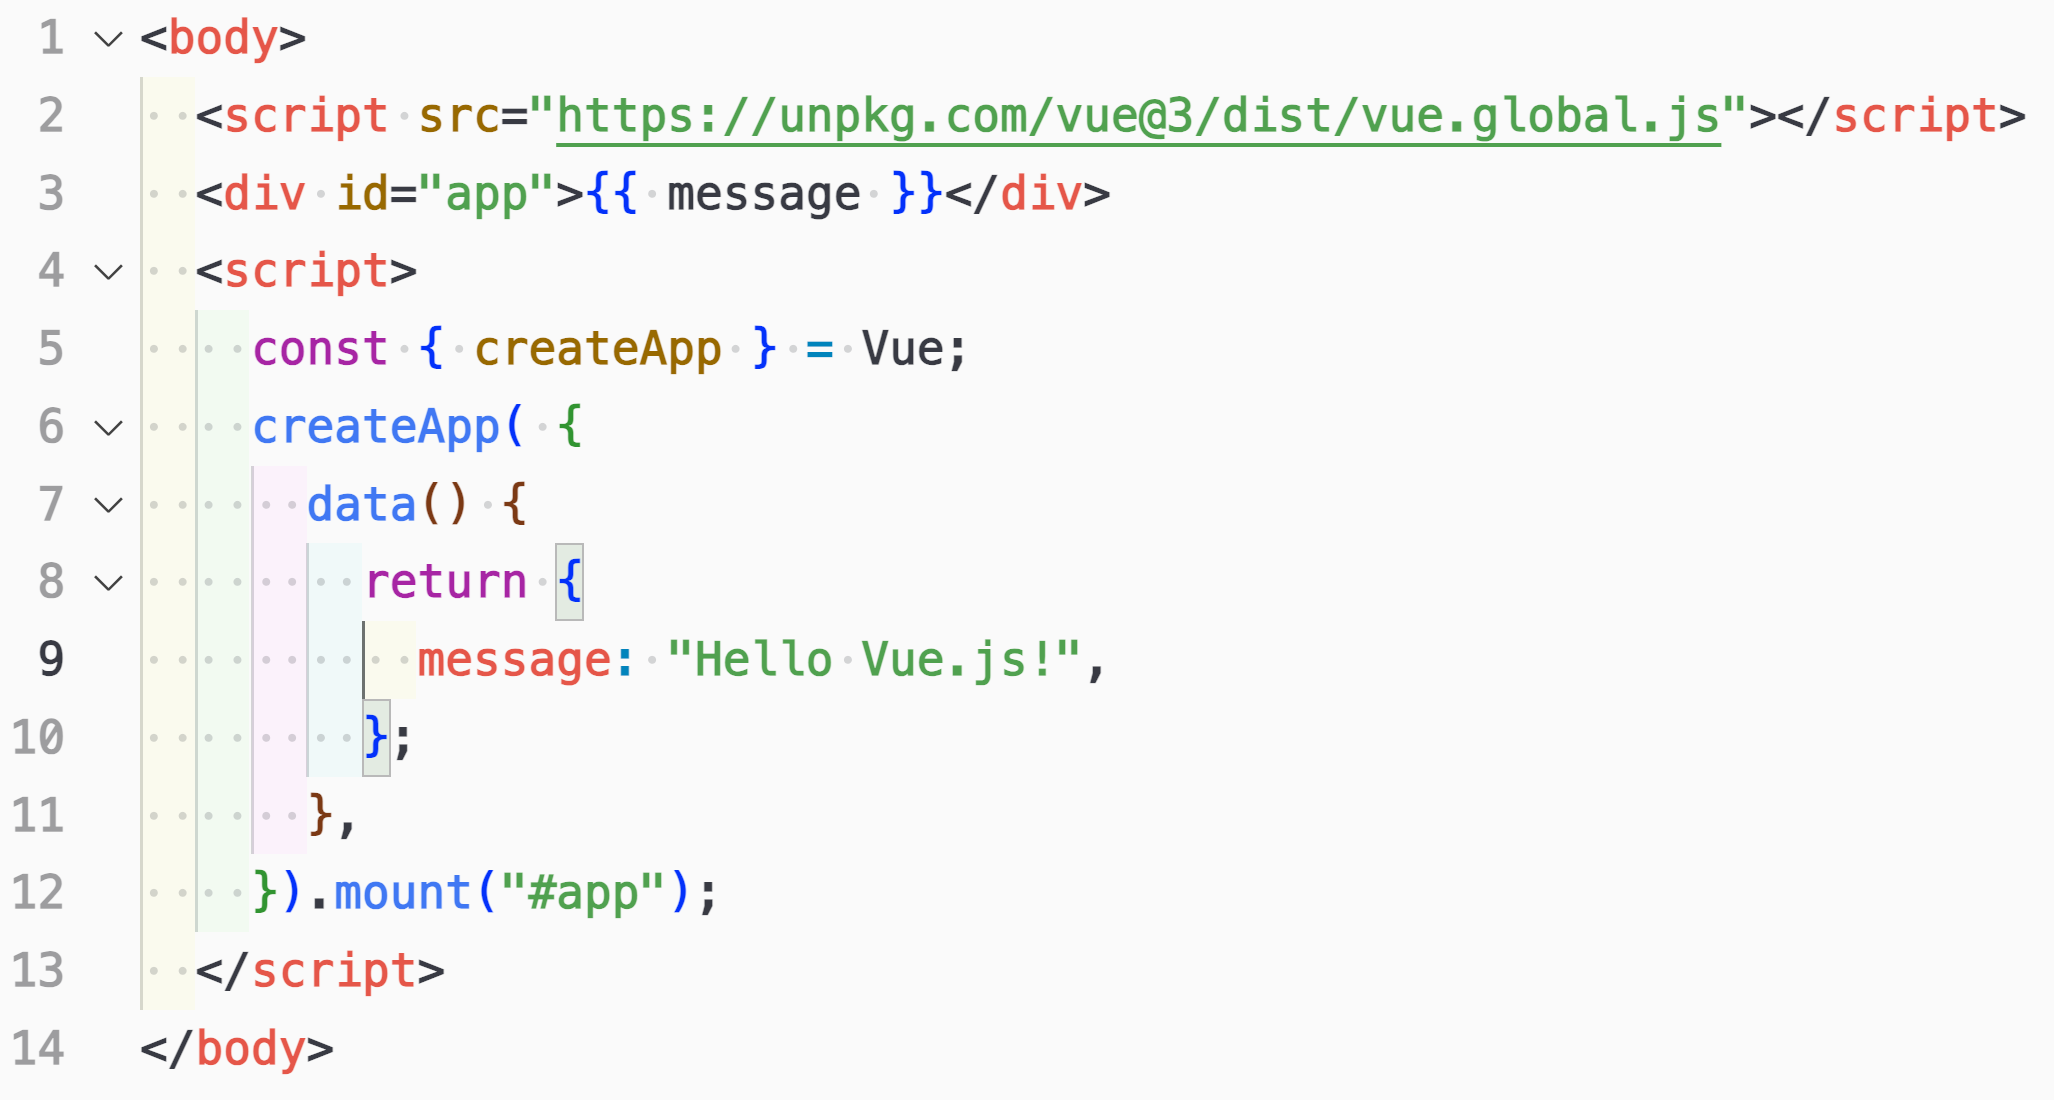 1 <body>
2   <script src="https://unpkg.com/vue@3/dist/vue.global.js"></script>
3   <div id="app">{{ message }}</div>
4   <script>
5     const { createApp } = Vue;
6     createApp( {
7       data() {
8         return {
9           message: "Hello Vue.js!",
10         };
11       },
12     }).mount("#app");
13   </script>
14 </body>